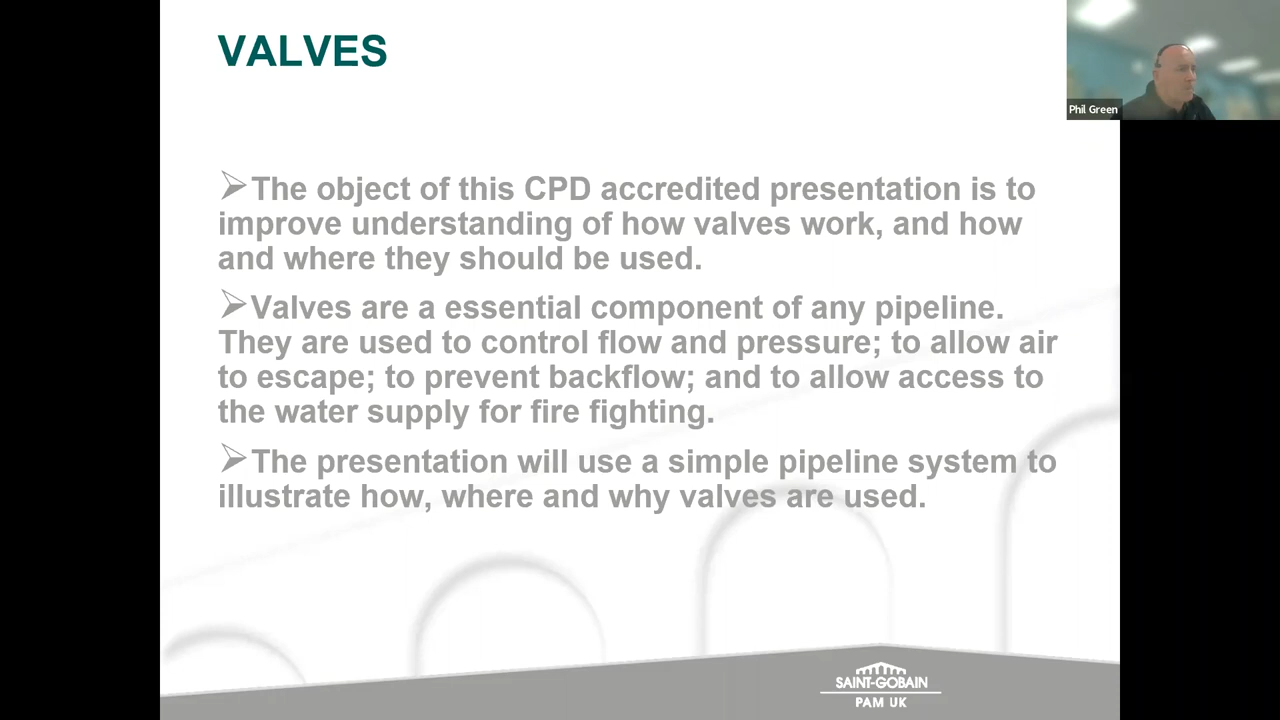 VALVES
Phil Green
➢The object of this CPD accredited presentation is to
improve understanding of how valves work, and how
and where they should be used.
➢Valves are a essential component of any pipeline.
They are used to control flow and pressure; to allow air
to escape; to prevent backflow; and to allow access to
the water supply for fire fighting.
➢The presentation will use a simple pipeline system to
illustrate how, where and why valves are used.
SAINT-GOBAIN
PAM UK